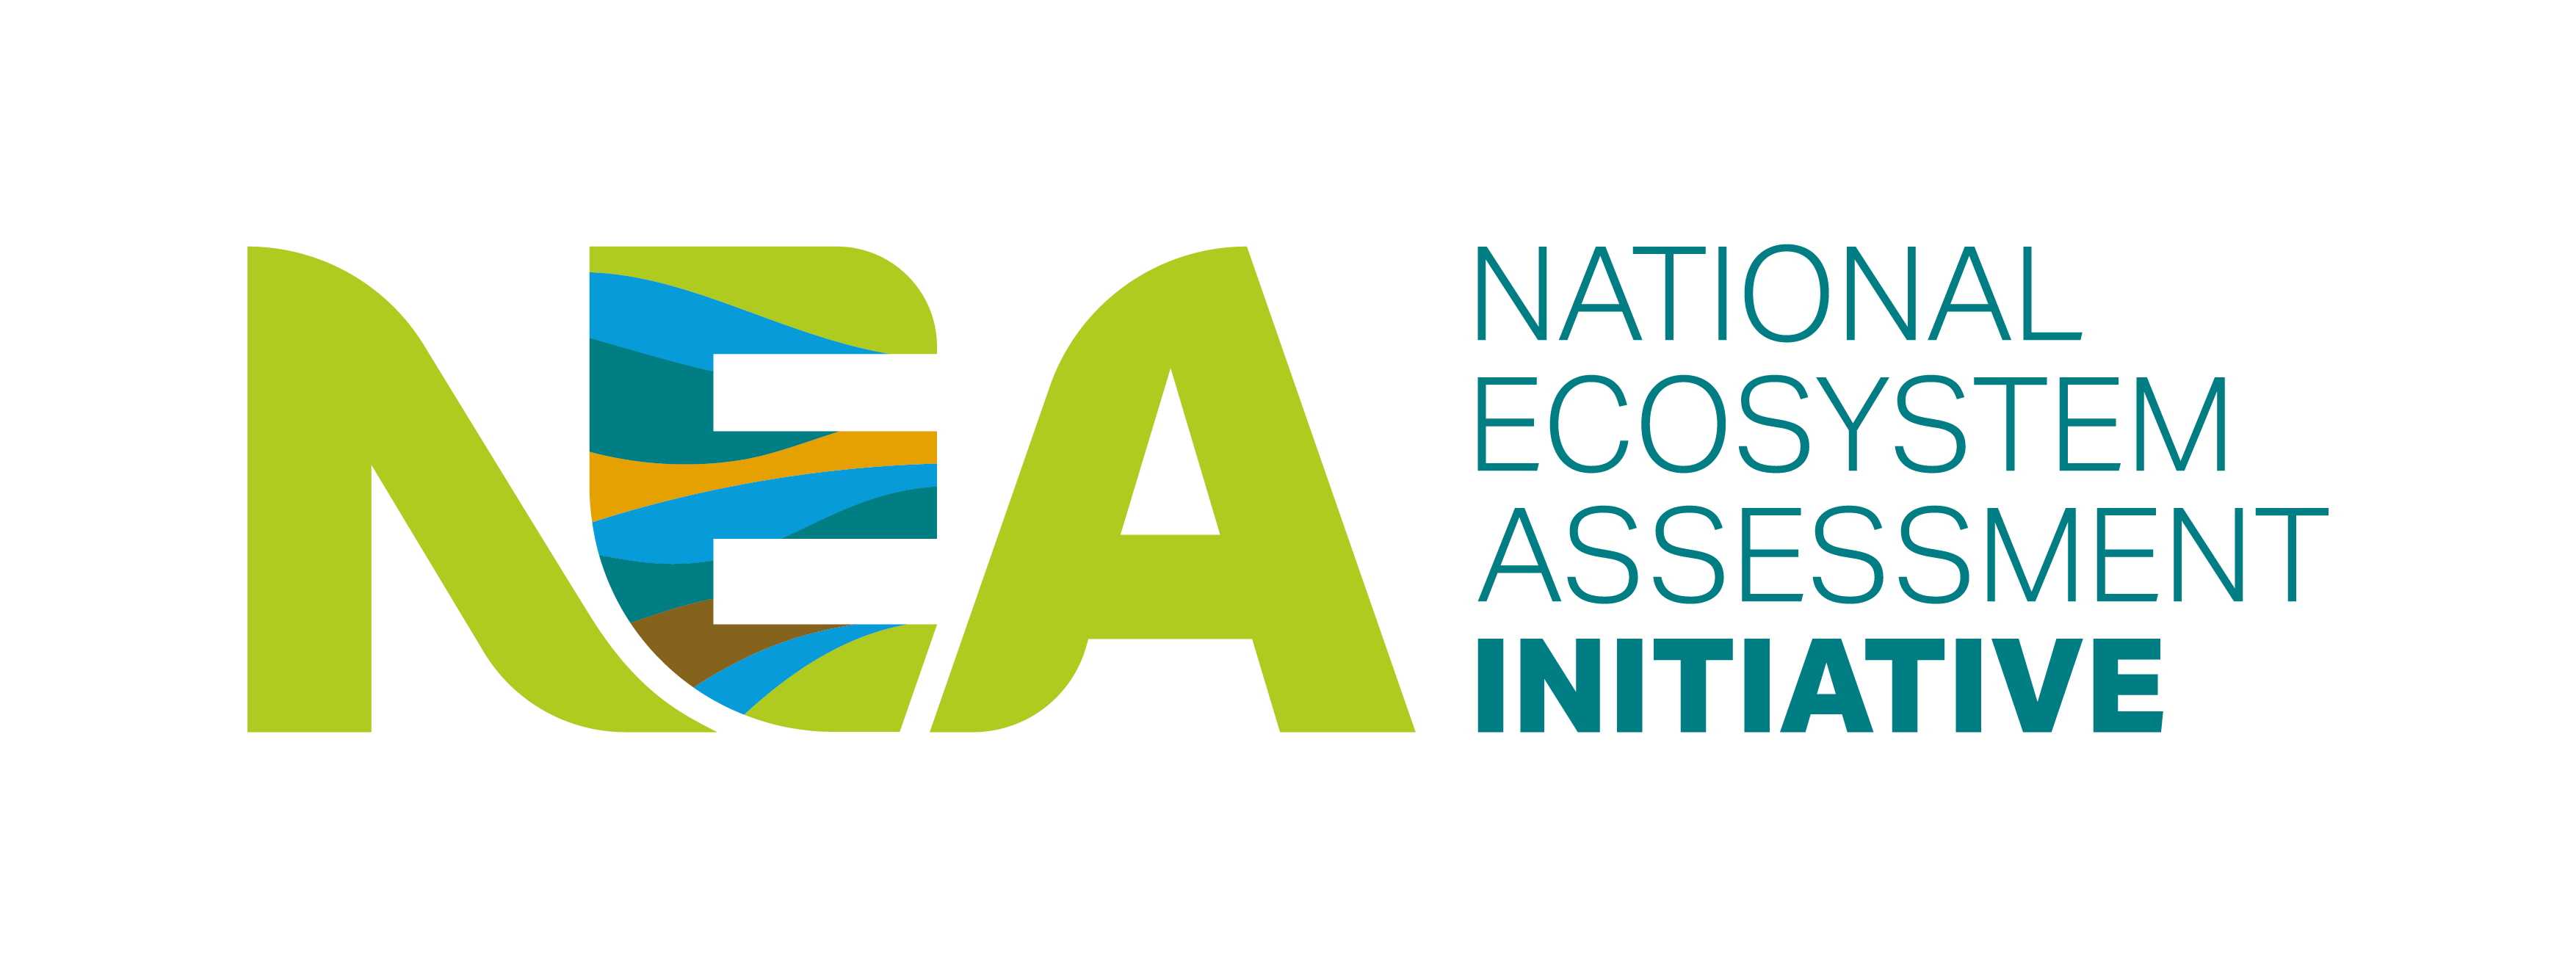 NEA
NATIONAL
ECOSYSTEM
ASSESSMENT
INITIATIVE